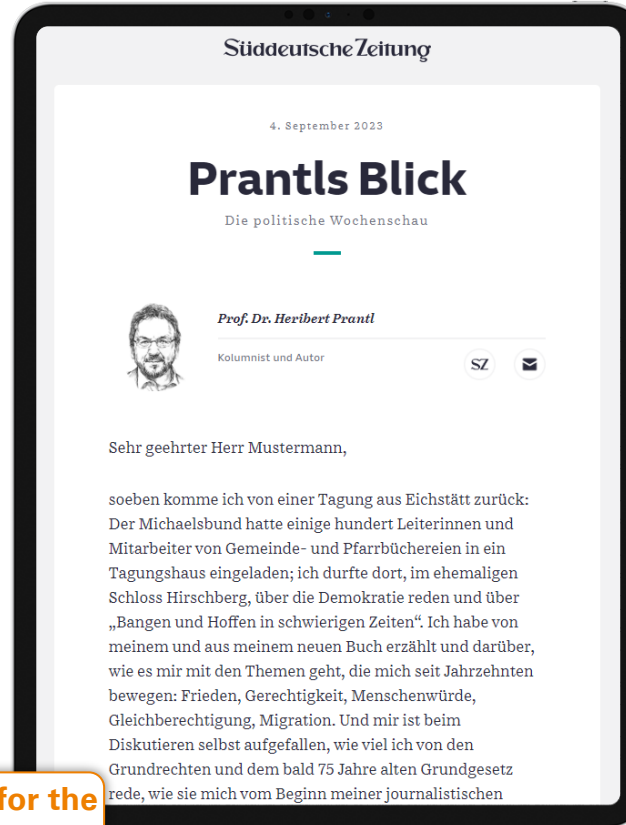 Süddeutsche Zeitung
4. September 2023
Prantls Blick
Die politische Wochenschau
Prof. Dr. Heribert Prantl
Kolumnist und Autor
SZ
Sehr geehrter Herr Mustermann,
soeben komme ich von einer Tagung aus Eichstätt zurück:
Der Michaelsbund hatte einige hundert Leiterinnen und
Mitarbeiter von Gemeinde- und Pfarrbüchereien in ein
Tagungshaus eingeladen; ich durfte dort, im ehemaligen
Schloss Hirschberg, über die Demokratie reden und über
„Bangen und Hoffen in schwierigen Zeiten“. Ich habe von
meinem und aus meinem neuen Buch erzählt und darüber,
wie es mir mit den Themen geht, die mich seit Jahrzehnten
bewegen: Frieden, Gerechtigkeit, Menschenwürde,
Gleichberechtigung, Migration. Und mir ist beim
Diskutieren selbst aufgefallen, wie viel ich von den
Grundrechten und dem bald 75 Jahre alten Grundgesetz
rede, wie sie mich vom Beginn meiner journalistischen
for the